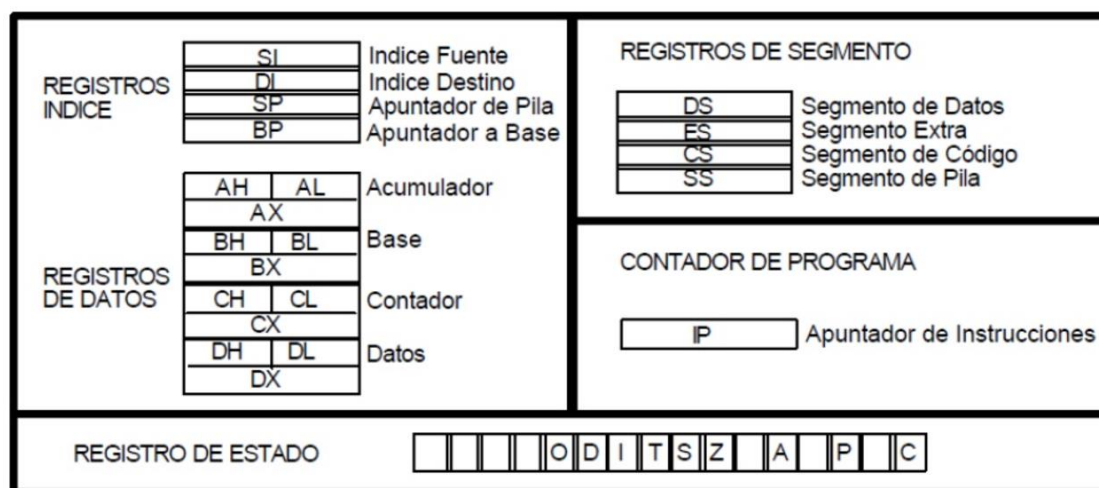 REGISTROS
INDICE
SI Indice Fuente
DI Indice Destino
SP Apuntador de Pila
BP Apuntador a Base
REGISTROS
DE DATOS
AH AL Acumulador
AX
BH BL Base
BX
CH CL Contador
CX
DH DL Datos
DX
REGISTROS DE SEGMENTO
DS Segmento de Datos
ES Segmento Extra
CS Segmento de Código
SS Segmento de Pila
CONTADOR DE PROGRAMA
IP Apuntador de Instrucciones
REGISTRO DE ESTADO O D I T S Z A P C